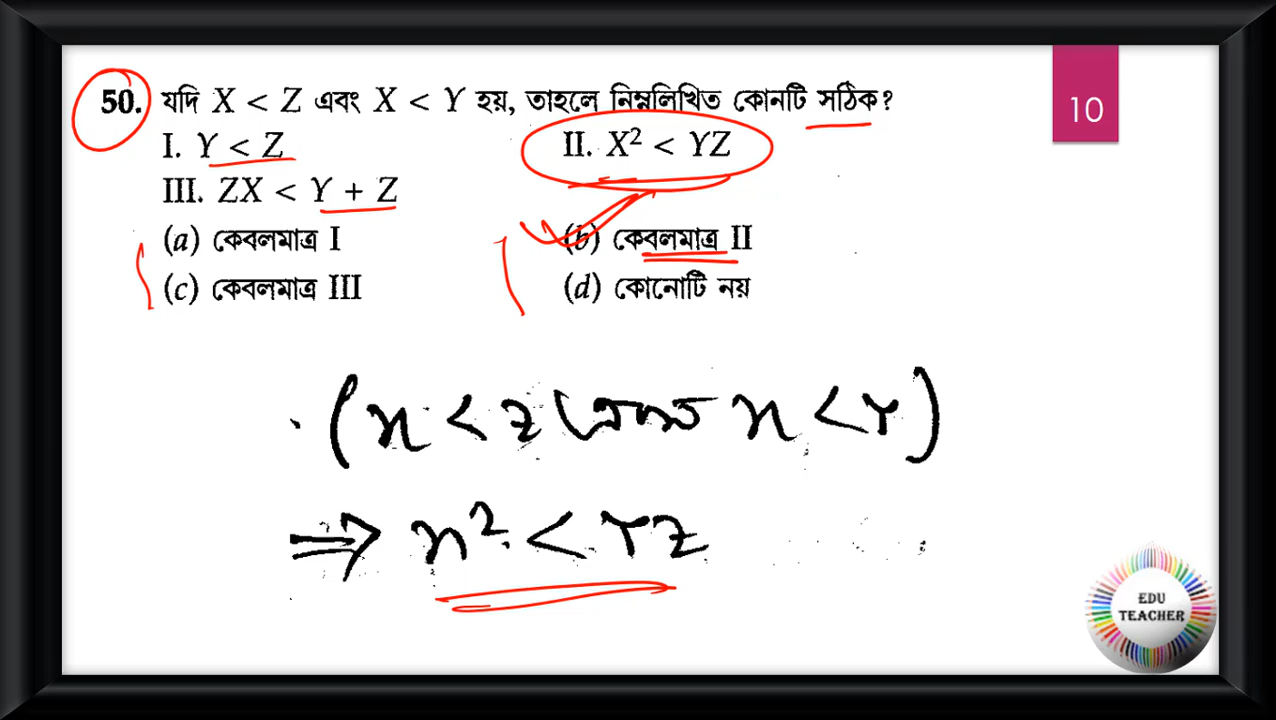 50. যদি X < Z এবং X < Y হয়, তাহলে নিম্নলিখিত কোনটি সঠিক?
I. Y < Z II. X² < YZ
III. ZX < Y + Z
(a) কেবলমাত্র I (b) কেবলমাত্র II
(c) কেবলমাত্র III (d) কোনোটি নয়
10
(x < z এবং x < Y)
⇒ x² < YZ
EDU
TEACHER